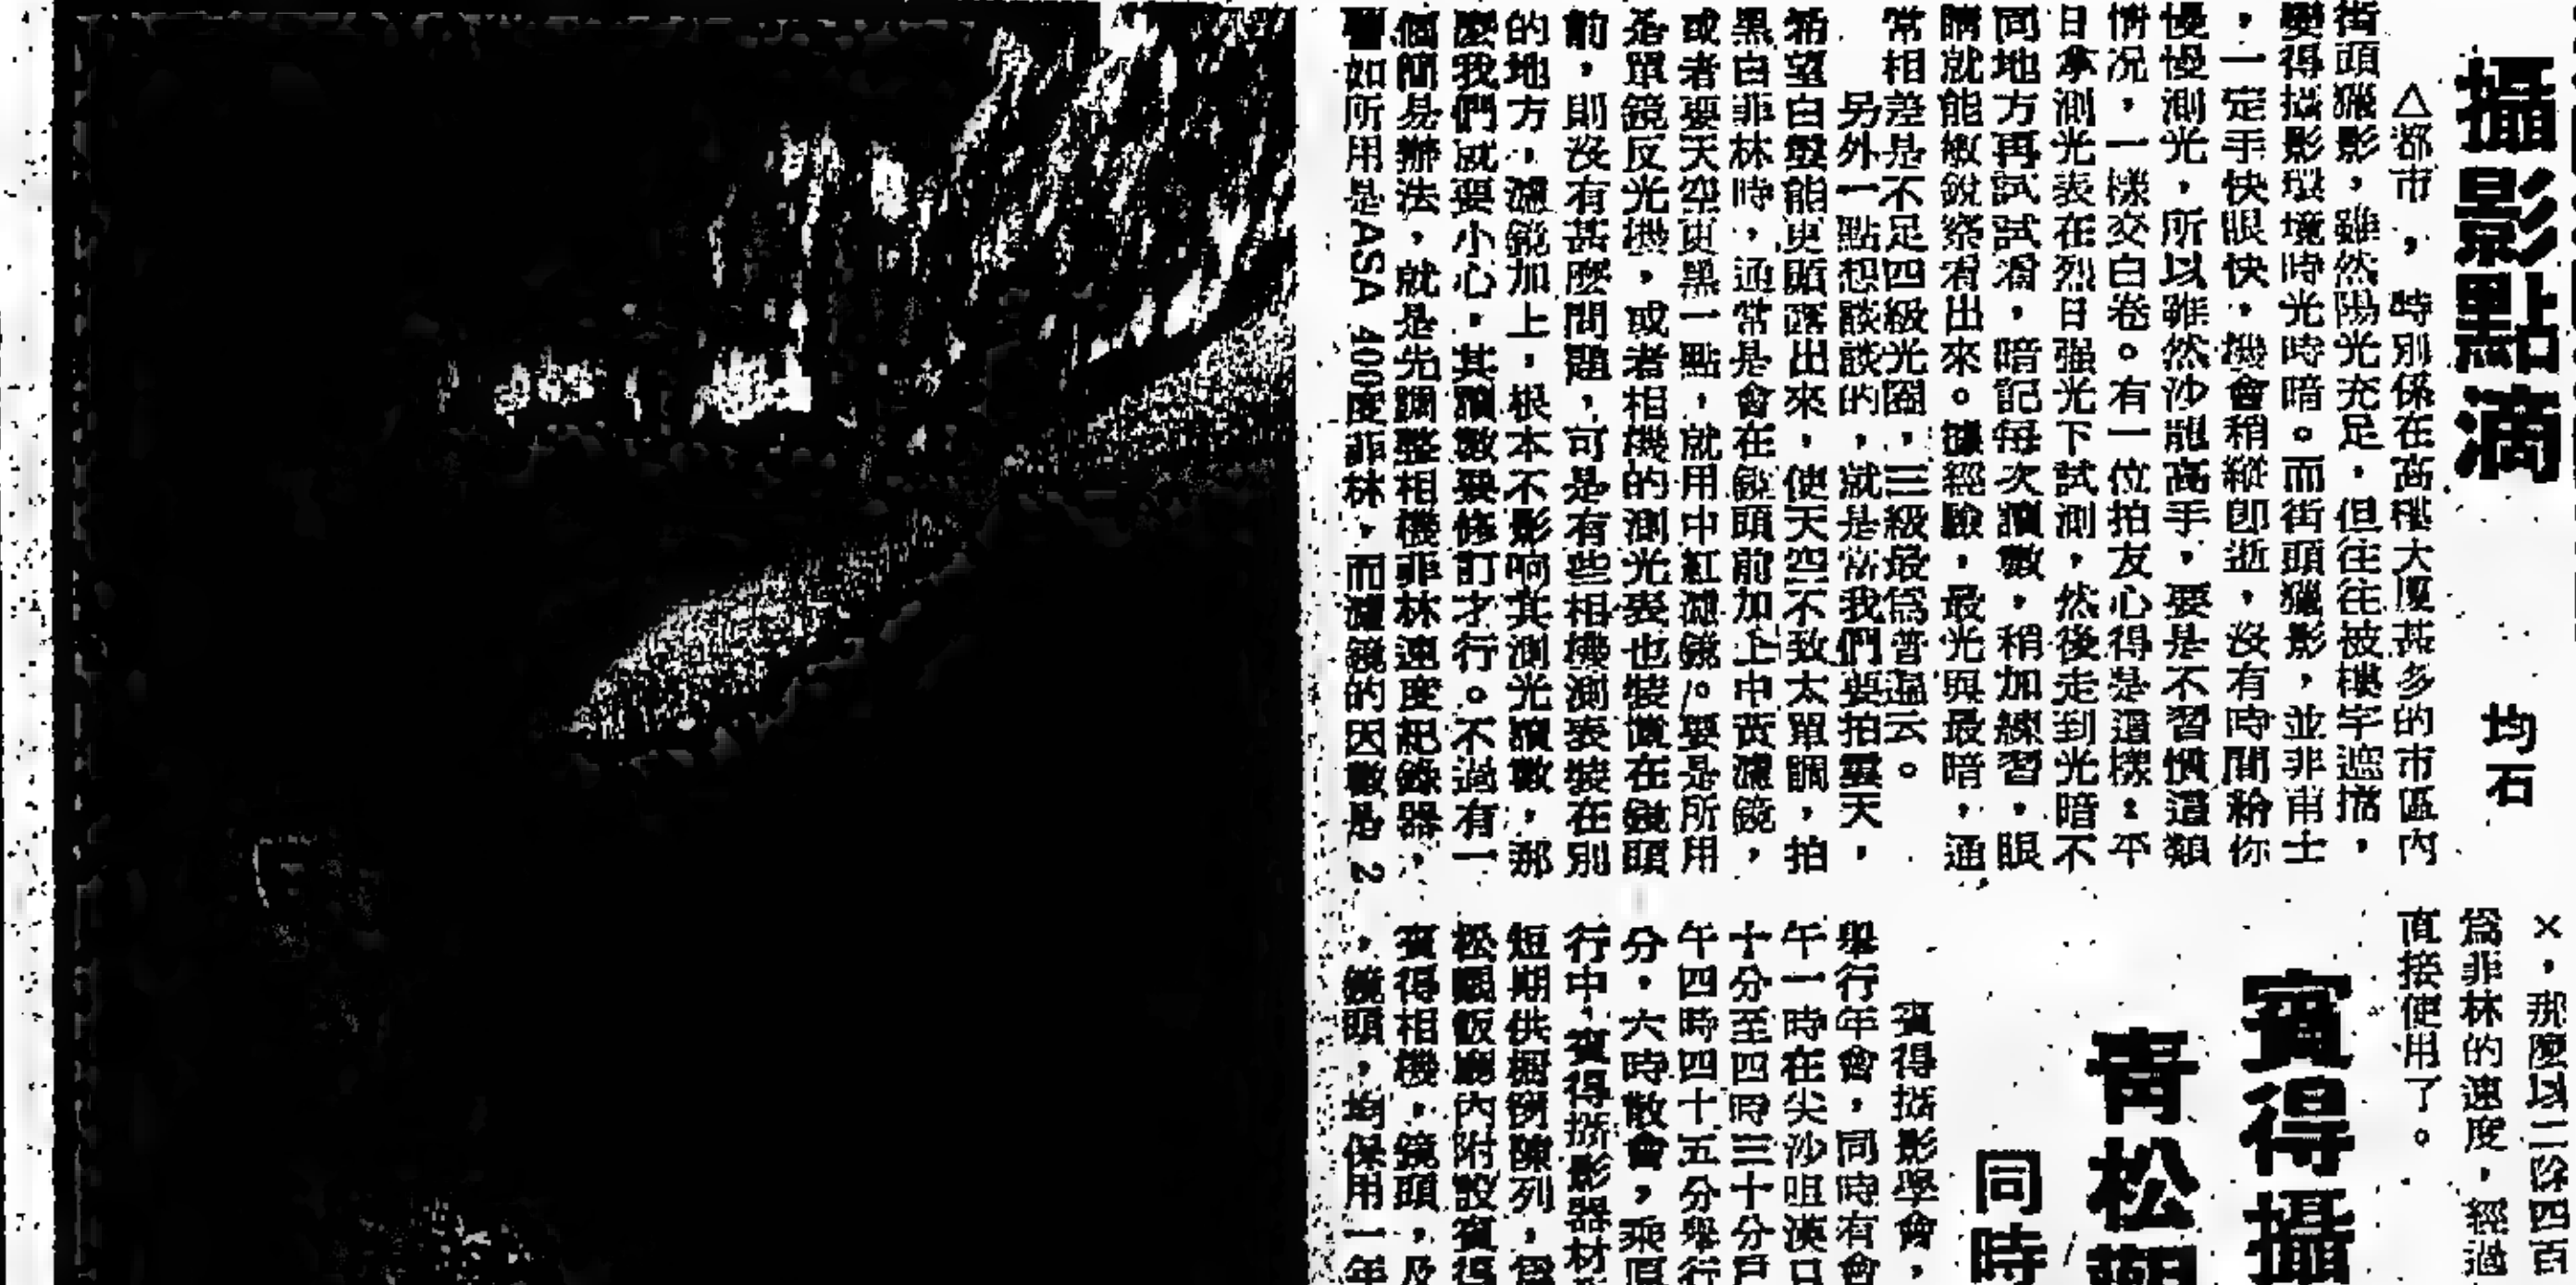 攝影點滴
均石
△都市，時別係在高樓大廈甚多的市區內
街頭獵影，雖然陽光充足，但往往被樓宇遮擋，
變得攝影環境時光時暗。而街頭獵影，並非甫士
，一定手快眼快，機會稍縱卽逝，沒有時間給你
慢慢測光，所以雖然沙龍高手，要是不習慣這類
情况，一樣交白卷。有一位拍友心得是這樣：平
日拿測光表在烈日强光下試測，然後走到光暗不
同地方再試試看，暗記每次讀數，稍加練習，眼
睛就能敏銳察看出來。據經驗，最光與最暗，通
常相差是不足四級光圈，三級最爲普遍云。
另外一點想談談的，就是當我們要拍藍天，
希望白雲能更顯露出來，使天空不致太單調，拍
黑白菲林時，通常是會在鏡頭前加上中黃濾鏡，
或者要天空更黑一點，就用中紅濾鏡。要是所用
是單鏡反光機，或者相機的測光表也裝置在鏡頭
前，則沒有甚麼問題，可是有些相機測表裝在別
的地方，濾鏡加上，根本不影响其測光讀數，那
麼我們就要小心，其讀數要修訂才行。不過有一
個簡易辦法，就是先調整相機菲林速度紀錄器，
如所用是ASA 400度菲林，而濾鏡的因數是 2
×，那麼以二除四百
爲菲林的速度，經過
直接使用了。
賓得攝
靑松觀
同時
賓得攝影學會，
舉行年會，同時有會
午一時在尖沙咀漢口
十分至四時三十分戶
午四時四十五分舉行
分，六時散會，乘原
行中，賓得攝影器材
短期供櫥窗陳列，爲
松觀飯廳內附設賓得
賓得相機，鏡頭，及
，鏡頭，均保用一年